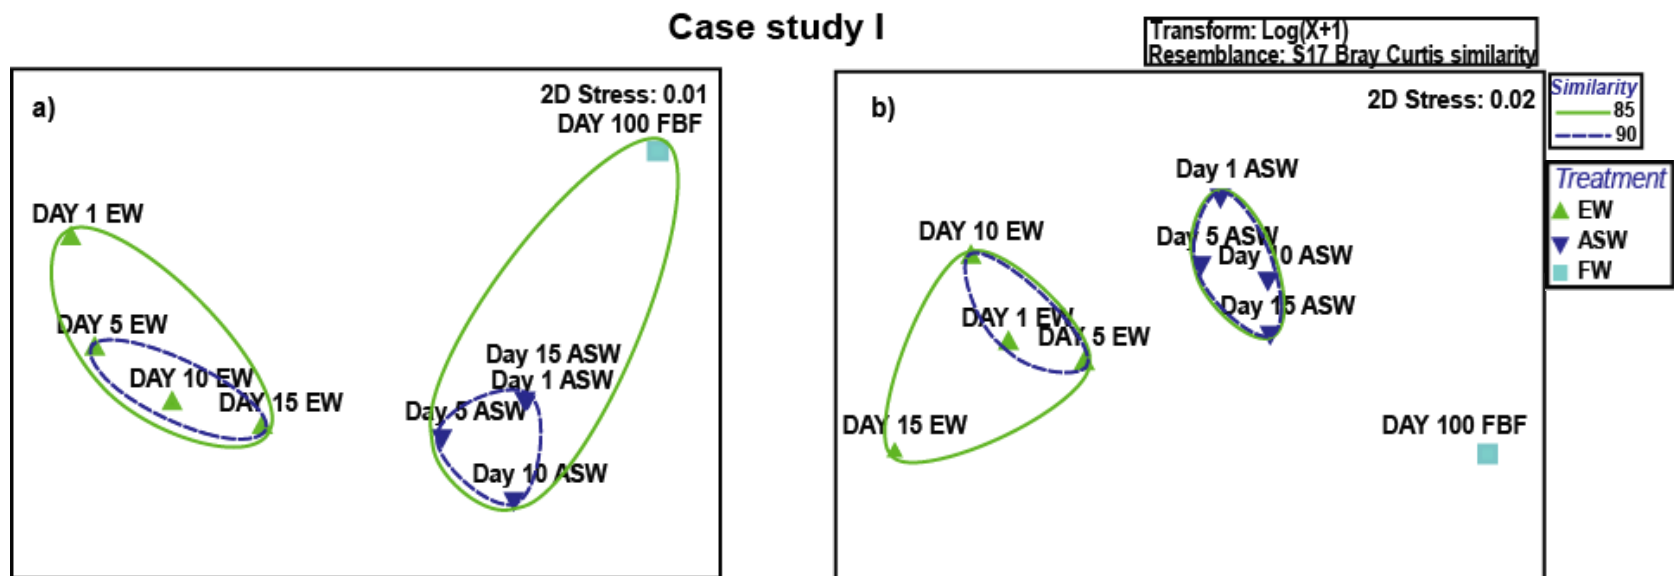 Case study I
Transform: Log(X+1)
Resemblance: S17 Bray Curtis similarity
a)
2D Stress: 0.01
DAY 100 FBF
DAY 1 EW
DAY 5 EW
DAY 10 EW
DAY 15 EW
Day 15 ASW
Day 1 ASW
Day 5 ASW
Day 10 ASW
b)
2D Stress: 0.02
Day 1 ASW
Day 5 ASW
Day 10 ASW
Day 15 ASW
DAY 10 EW
DAY 1 EW
DAY 5 EW
DAY 15 EW
DAY 100 FBF
Similarity
85
90
Treatment
EW
ASW
FW